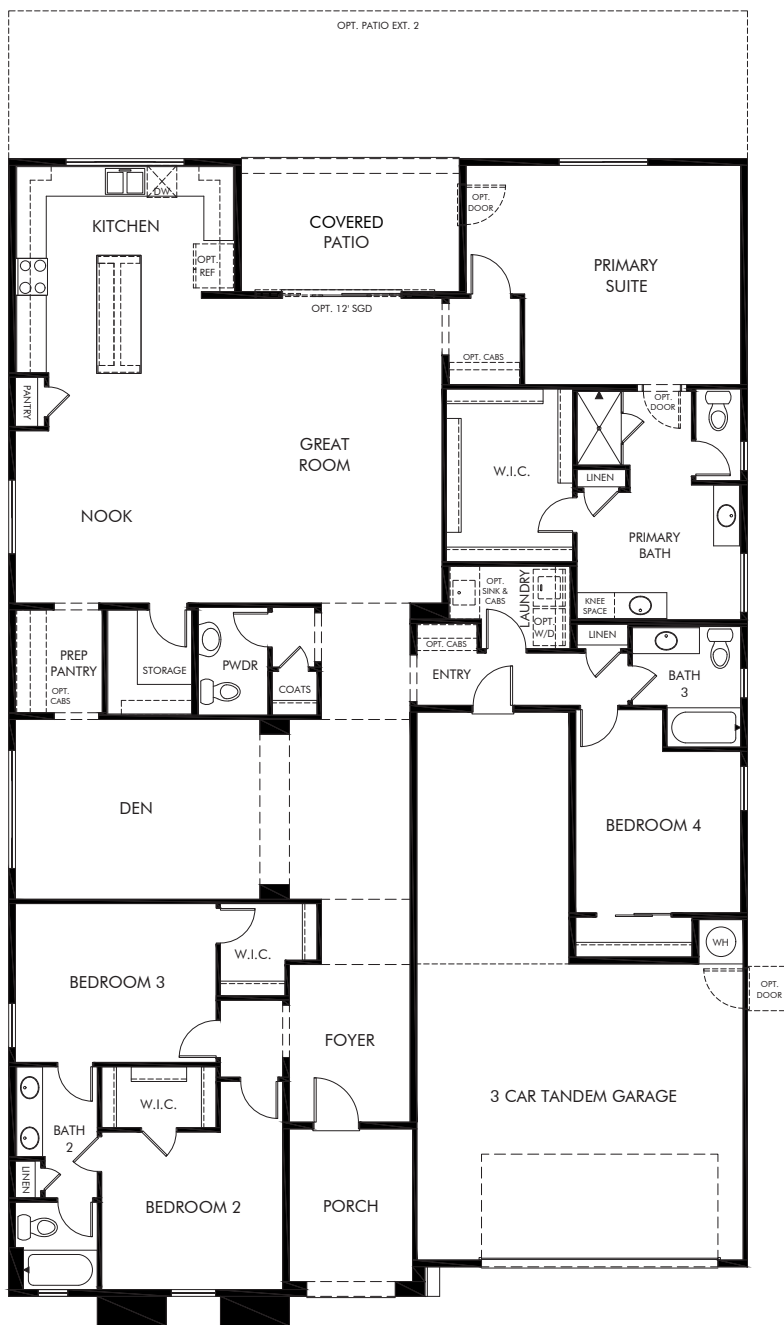 OPT. PATIO EXT. 2
DW
KITCHEN
OPT.
REF
COVERED
PATIO
OPT.
DOOR
PRIMARY
SUITE
OPT. 12' SGD
OPT. CABS
PANTRY
GREAT
ROOM
NOOK
W.I.C.
OPT.
DOOR
LINEN
PRIMARY
BATH
KNEE
SPACE
OPT.
SINK &
CABS
LAUNDRY
OPT.
W/D
PREP
PANTRY
OPT.
CABS
STORAGE
PWDR
COATS
OPT. CABS
ENTRY
LINEN
BATH
3
DEN
BEDROOM 4
W.I.C.
BEDROOM 3
WH
OPT.
DOOR
FOYER
3 CAR TANDEM GARAGE
W.I.C.
BATH
2
LINEN
BEDROOM 2
PORCH